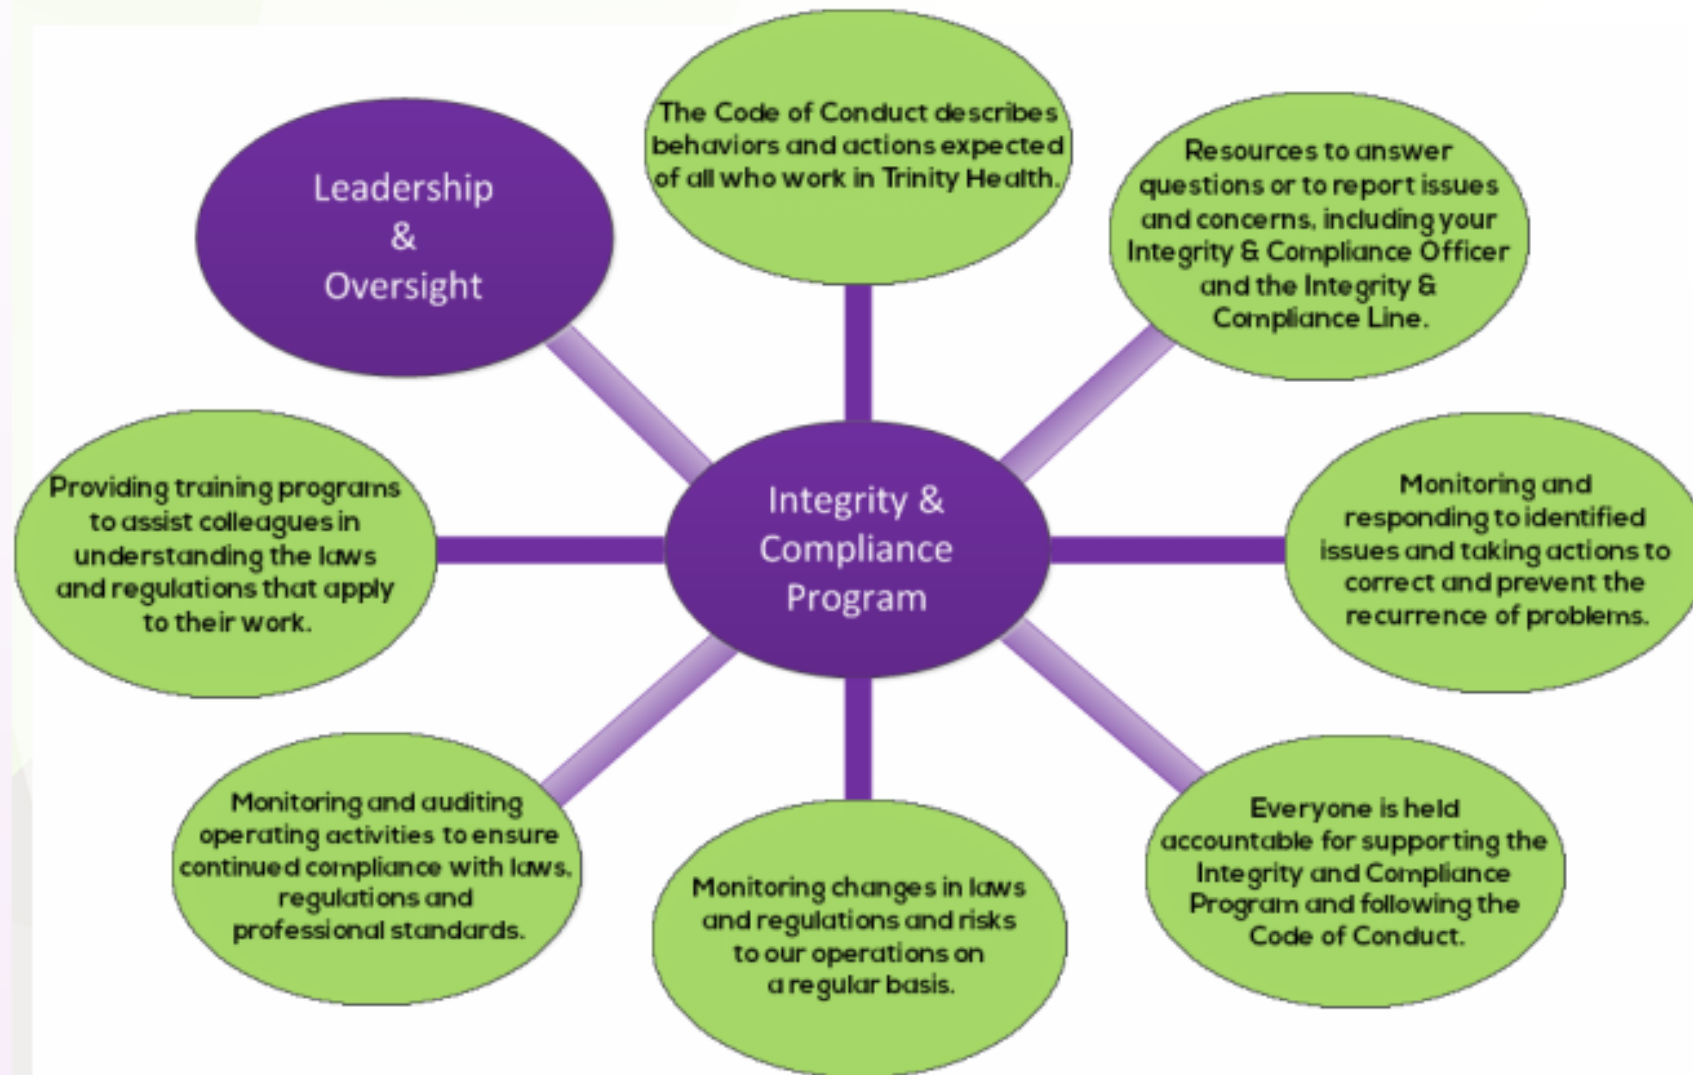 Leadership
&
Oversight
The Code of Conduct describes
behaviors and actions expected
of all who work in Trinity Health.
Resources to answer
questions or to report issues
and concerns, including your
Integrity & Compliance Officer
and the Integrity &
Compliance Line.
Providing training programs
to assist colleagues in
understanding the laws
and regulations that apply
to their work.
Integrity &
Compliance
Program
Monitoring and
responding to identified
issues and taking actions to
correct and prevent the
recurrence of problems.
Monitoring and auditing
operating activities to ensure
continued compliance with laws,
regulations and
professional standards.
Monitoring changes in laws
and regulations and risks
to our operations on
a regular basis.
Everyone is held
accountable for supporting the
Integrity and Compliance
Program and following the
Code of Conduct.